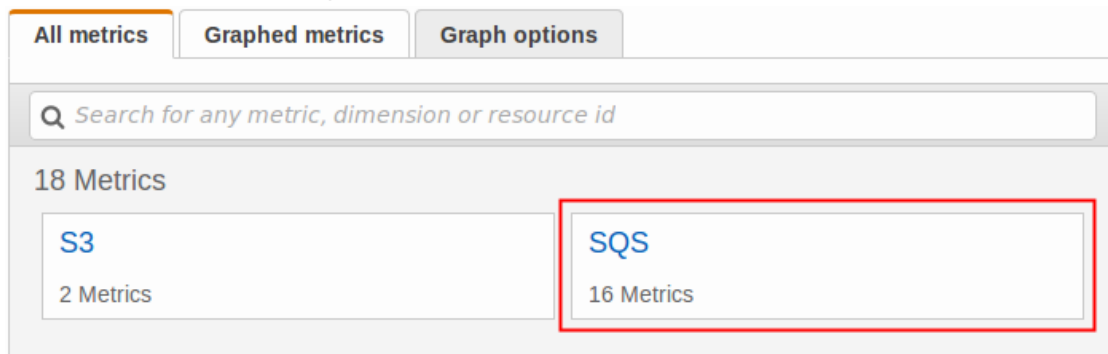 All metrics Graphed metrics Graph options
Search for any metric, dimension or resource id
18 Metrics
S3 SQS
2 Metrics 16 Metrics